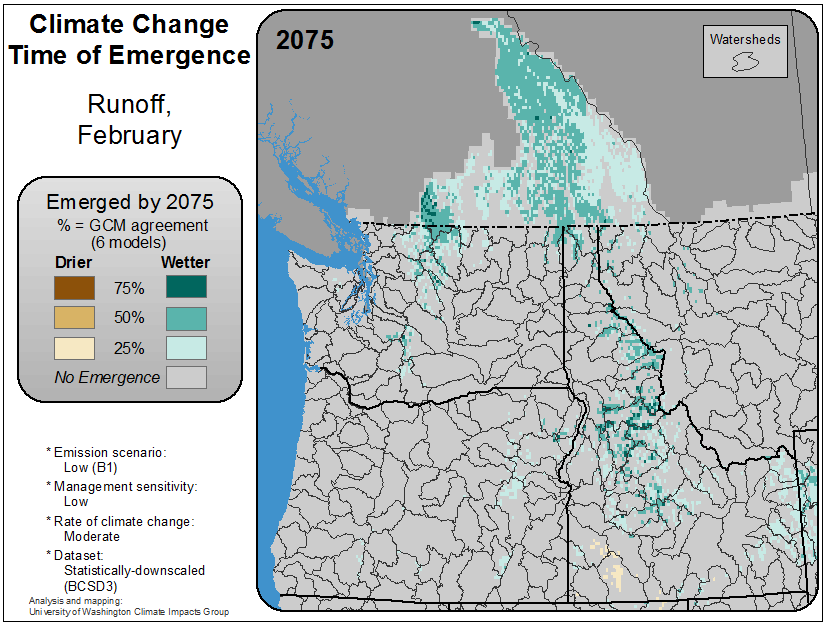 Climate Change
Time of Emergence
Runoff,
February
Emerged by 2075
% = GCM agreement
(6 models)
Drier Wetter
75%
50%
25%
No Emergence
* Emission scenario:
Low (B1)
* Management sensitivity:
Low
* Rate of climate change:
Moderate
* Dataset:
Statistically-downscaled
(BCSD3)
Analysis and mapping:
University of Washington Climate Impacts Group
2075
Watersheds